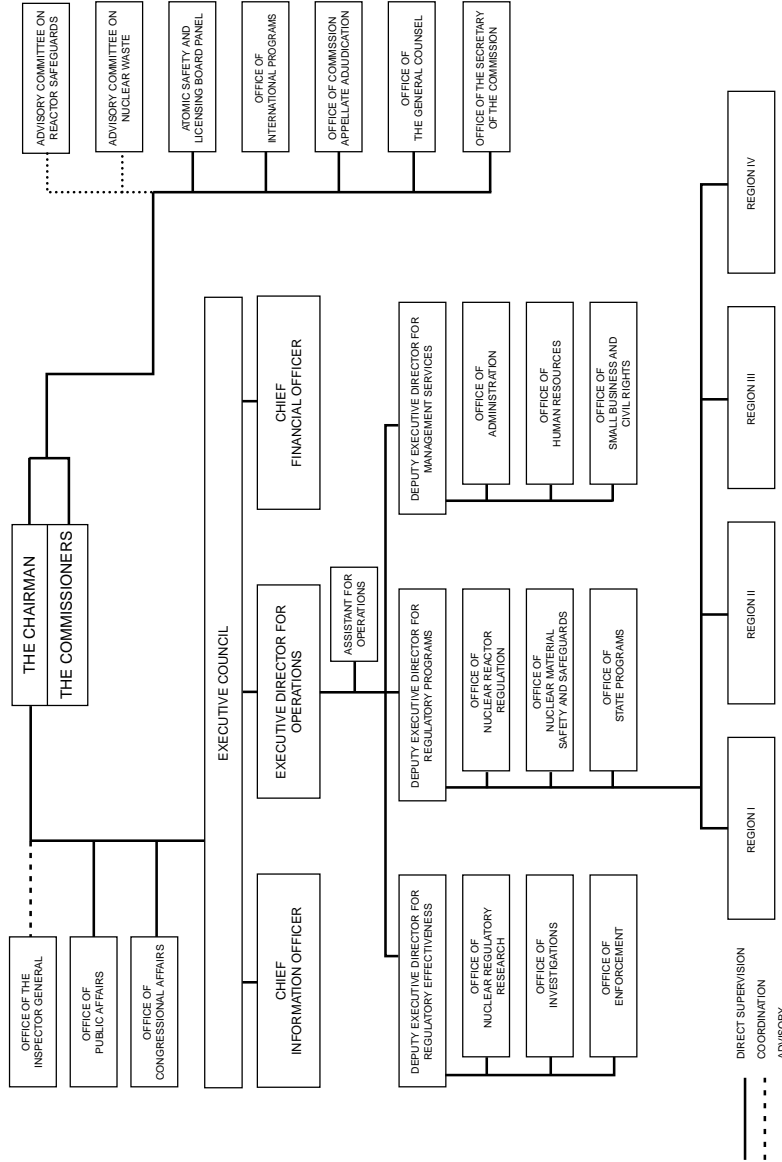 THE CHAIRMAN
THE COMMISSIONERS
OFFICE OF THE
INSPECTOR GENERAL
OFFICE OF
PUBLIC AFFAIRS
OFFICE OF
CONGRESSIONAL AFFAIRS
ADVISORY COMMITTEE ON
REACTOR SAFEGUARDS
ADVISORY COMMITTEE ON
NUCLEAR WASTE
ATOMIC SAFETY AND
LICENSING BOARD PANEL
OFFICE OF
INTERNATIONAL PROGRAMS
OFFICE OF COMMSSION
APPELLATE ADJUDICATION
OFFICE OF
THE GENERAL COUNSEL
OFFICE OF THE SECRETARY
OF THE COMMISSION
EXECUTIVE COUNCIL
CHIEF
INFORMATION OFFICER
EXECUTIVE DIRECTOR FOR
OPERATIONS
CHIEF
FINANCIAL OFFICER
ASSISTANT FOR
OPERATIONS
DEPUTY EXECUTIVE DIRECTOR FOR
REGULATORY EFFECTIVENESS
OFFICE OF
NUCLEAR REGULATORY
RESEARCH
OFFICE OF
INVESTIGATIONS
OFFICE OF
ENFORCEMENT
DEPUTY EXECUTIVE DIRECTOR FOR
REGULATORY PROGRAMS
OFFICE OF
NUCLEAR REACTOR
REGULATION
OFFICE OF
NUCLEAR MATERIAL
SAFETY AND SAFEGUARDS
OFFICE OF
STATE PROGRAMS
DEPUTY EXECUTIVE DIRECTOR FOR
MANAGEMENT SERVICES
OFFICE OF
ADMINISTRATION
OFFICE OF
HUMAN RESOURCES
OFFICE OF
SMALL BUSINESS AND
CIVIL RIGHTS
REGION I
REGION II
REGION III
REGION IV
DIRECT SUPERVISION
COORDINATION
ADVISORY